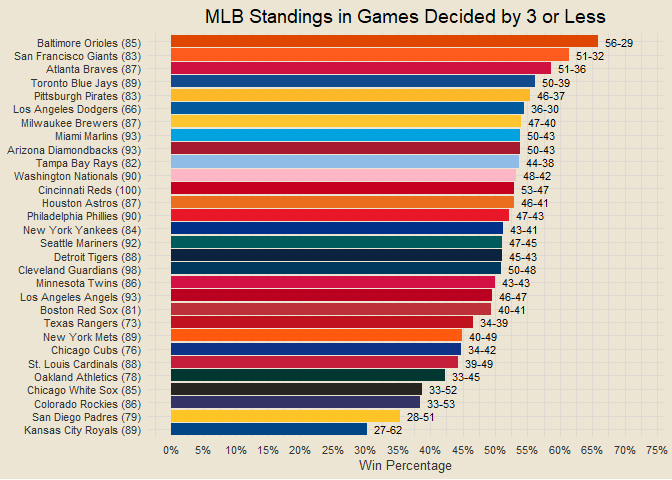 MLB Standings in Games Decided by 3 or Less
Baltimore Orioles (85) 56-29
San Francisco Giants (83) 51-32
Atlanta Braves (87) 51-36
Toronto Blue Jays (89) 50-39
Pittsburgh Pirates (83) 46-37
Los Angeles Dodgers (66) 36-30
Milwaukee Brewers (87) 47-40
Miami Marlins (93) 50-43
Arizona Diamondbacks (93) 50-43
Tampa Bay Rays (82) 44-38
Washington Nationals (90) 48-42
Cincinnati Reds (100) 53-47
Houston Astros (87) 46-41
Philadelphia Phillies (90) 47-43
New York Yankees (84) 43-41
Seattle Mariners (92) 47-45
Detroit Tigers (88) 45-43
Cleveland Guardians (98) 50-48
Minnesota Twins (86) 43-43
Los Angeles Angels (93) 46-47
Boston Red Sox (81) 40-41
Texas Rangers (73) 34-39
New York Mets (89) 40-49
Chicago Cubs (76) 34-42
St. Louis Cardinals (88) 39-49
Oakland Athletics (78) 33-45
Chicago White Sox (85) 33-52
Colorado Rockies (86) 33-53
San Diego Padres (79) 28-51
Kansas City Royals (89) 27-62
0% 5% 10% 15% 20% 25% 30% 35% 40% 45% 50% 55% 60% 65% 70% 75%
Win Percentage